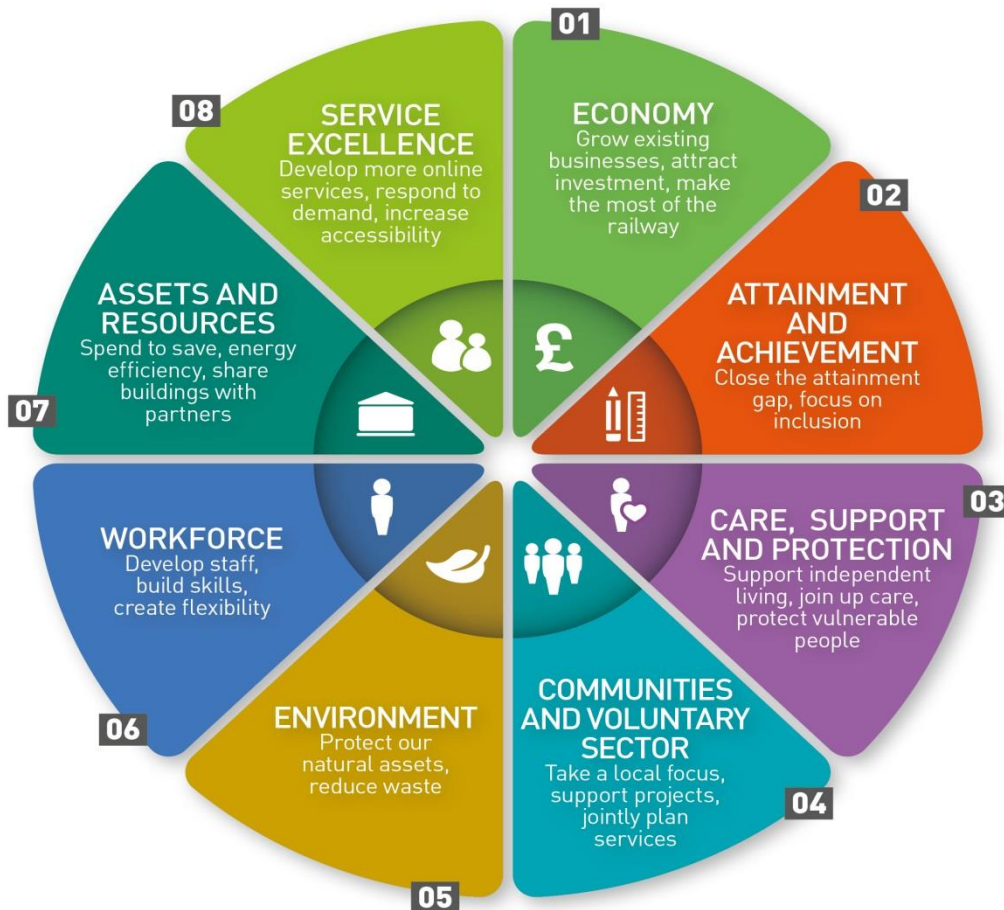 01
ECONOMY
Grow existing
businesses, attract
investment, make
the most of the
railway
£
02
ATTAINMENT
AND
ACHIEVEMENT
Close the attainment
gap, focus on
inclusion
03
CARE, SUPPORT
AND PROTECTION
Support independent
living, join up care,
protect vulnerable
people
04
COMMUNITIES
AND VOLUNTARY
SECTOR
Take a local focus,
support projects,
jointly plan
services
05
ENVIRONMENT
Protect our
natural assets,
reduce waste
06
WORKFORCE
Develop staff,
build skills,
create flexibility
07
ASSETS AND
RESOURCES
Spend to save, energy
efficiency, share
buildings with
partners
08
SERVICE
EXCELLENCE
Develop more online
services, respond to
demand, increase
accessibility